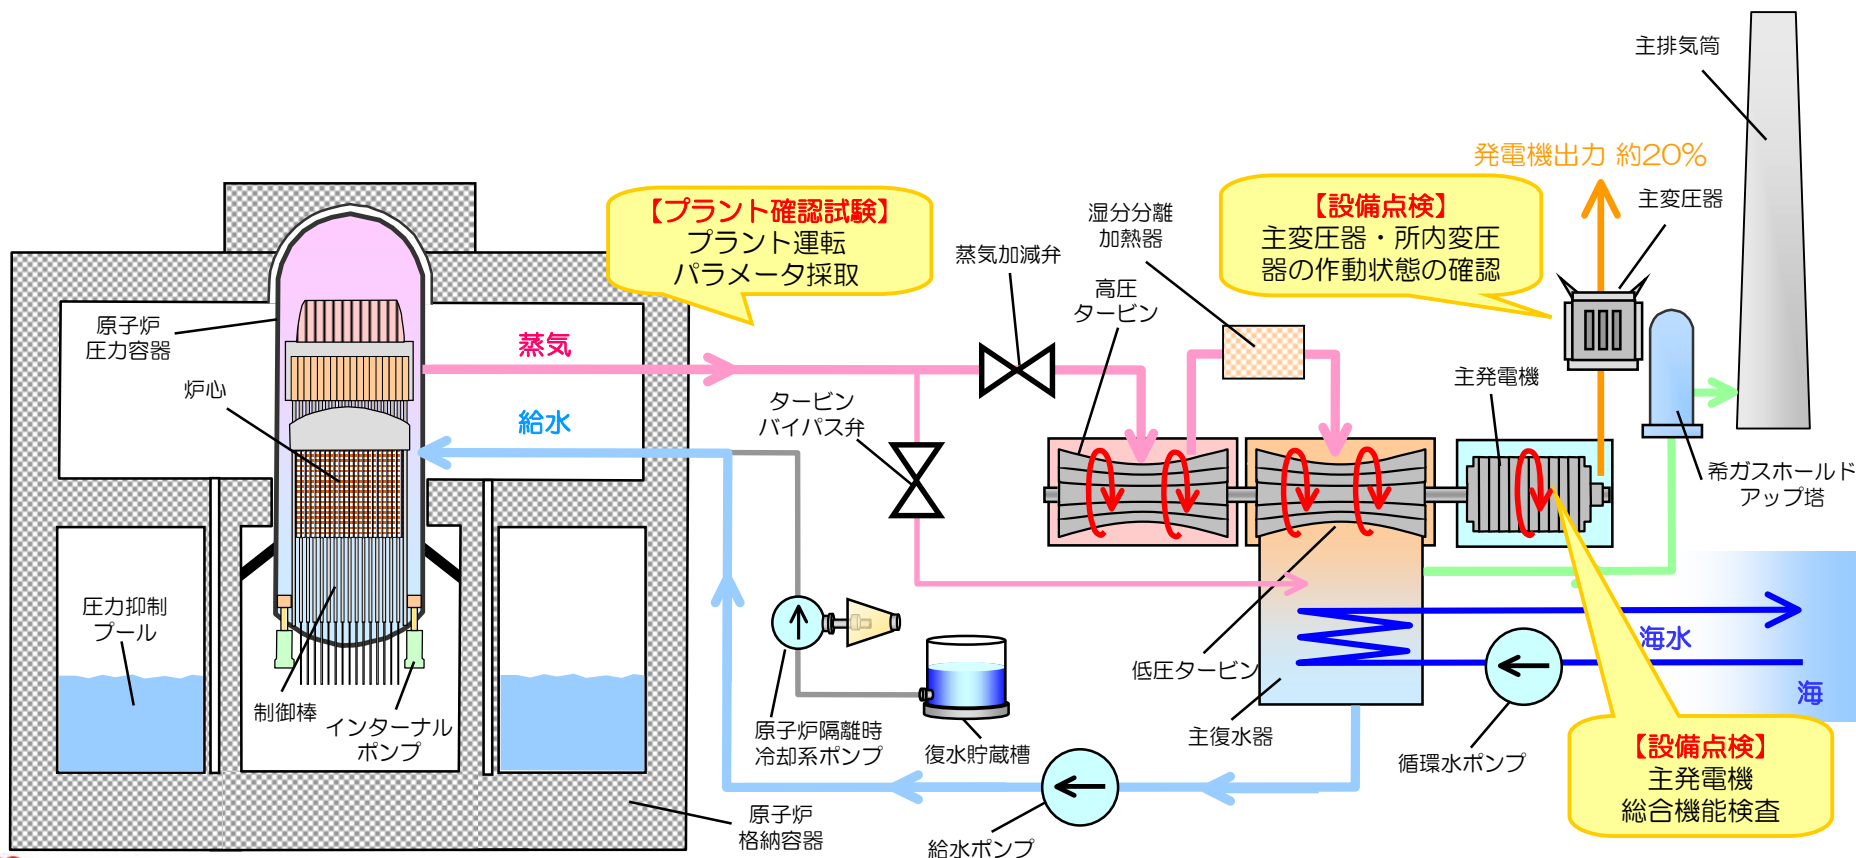 主排気筒
発電機出力 約20%
【プラント確認試験】
プラント運転
パラメータ採取
湿分分離
加熱器
【設備点検】
主変圧器・所内変圧
器の作動状態の確認
主変圧器
蒸気加減弁
高圧
タービン
原子炉
圧力容器
蒸気
炉心
主発電機
タービン
バイパス弁
給水
希ガスホールド
アップ塔
圧力抑制
プール
海水
低圧タービン
海
制御棒
インターナル
ポンプ
原子炉隔離時
冷却系ポンプ
復水貯蔵槽
主復水器
循環水ポンプ
【設備点検】
主発電機
総合機能検査
原子炉
格納容器
給水ポンプ